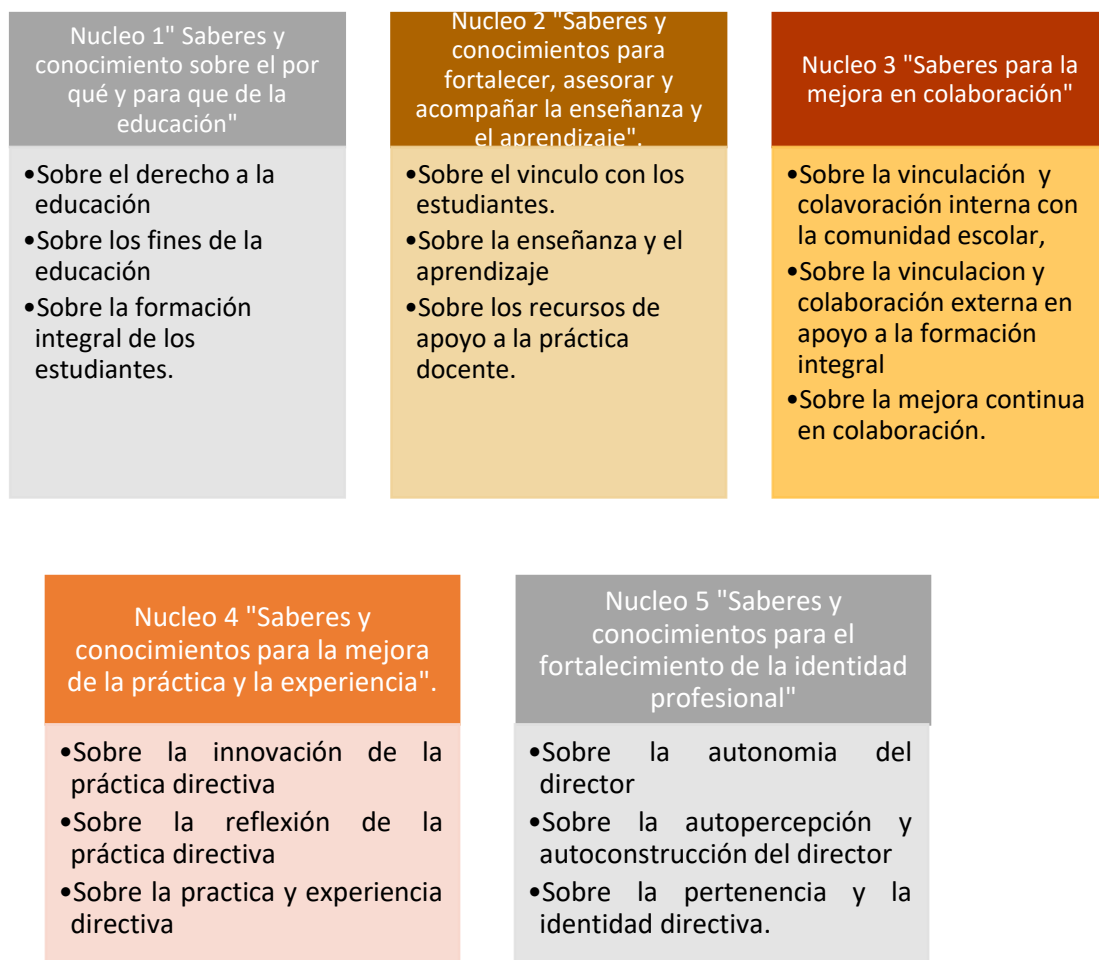 Nucleo 1" Saberes y
conocimiento sobre el por
qué y para que de la
educación"
•Sobre el derecho a la
educación
•Sobre los fines de la
educación
•Sobre la formación
integral de los
estudiantes.
Nucleo 2 "Saberes y
conocimientos para
fortalecer, asesorar y
acompañar la enseñanza y
el aprendizaje".
•Sobre el vinculo con los
estudiantes.
•Sobre la enseñanza y el
aprendizaje
•Sobre los recursos de
apoyo a la práctica
docente.
Nucleo 3 "Saberes para la
mejora en colaboración"
•Sobre la vinculación y
colavoración interna con
la comunidad escolar,
•Sobre la vinculacion y
colaboración externa en
apoyo a la formación
integral
•Sobre la mejora continua
en colaboración.
Nucleo 4 "Saberes y
conocimientos para la mejora
de la práctica y la experiencia".
•Sobre la innovación de la
práctica directiva
•Sobre la reflexión de la
práctica directiva
•Sobre la practica y experiencia
directiva
Nucleo 5 "Saberes y
conocimientos para el
fortalecimiento de la identidad
profesional"
•Sobre la autonomia del
director
•Sobre la autopercepción y
autoconstrucción del director
•Sobre la pertenencia y la
identidad directiva.